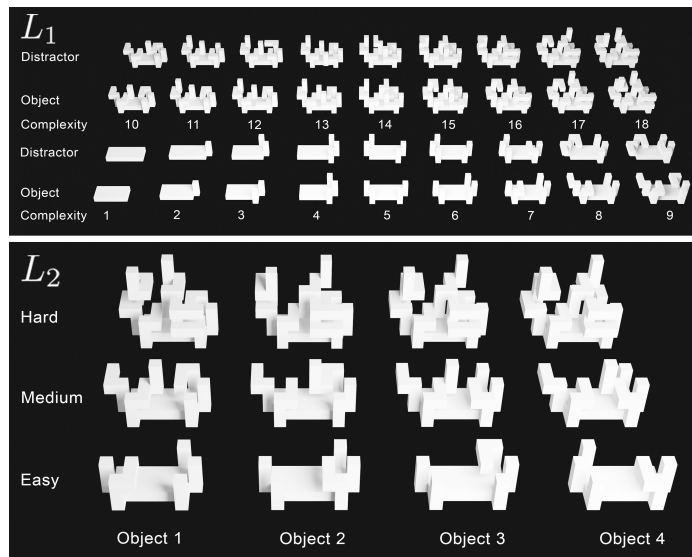 L1
Distractor
Object
Complexity 10 11 12 13 14 15 16 17 18
Distractor
Object
Complexity 1 2 3 4 5 6 7 8 9
L2
Hard
Medium
Easy
Object 1 Object 2 Object 3 Object 4